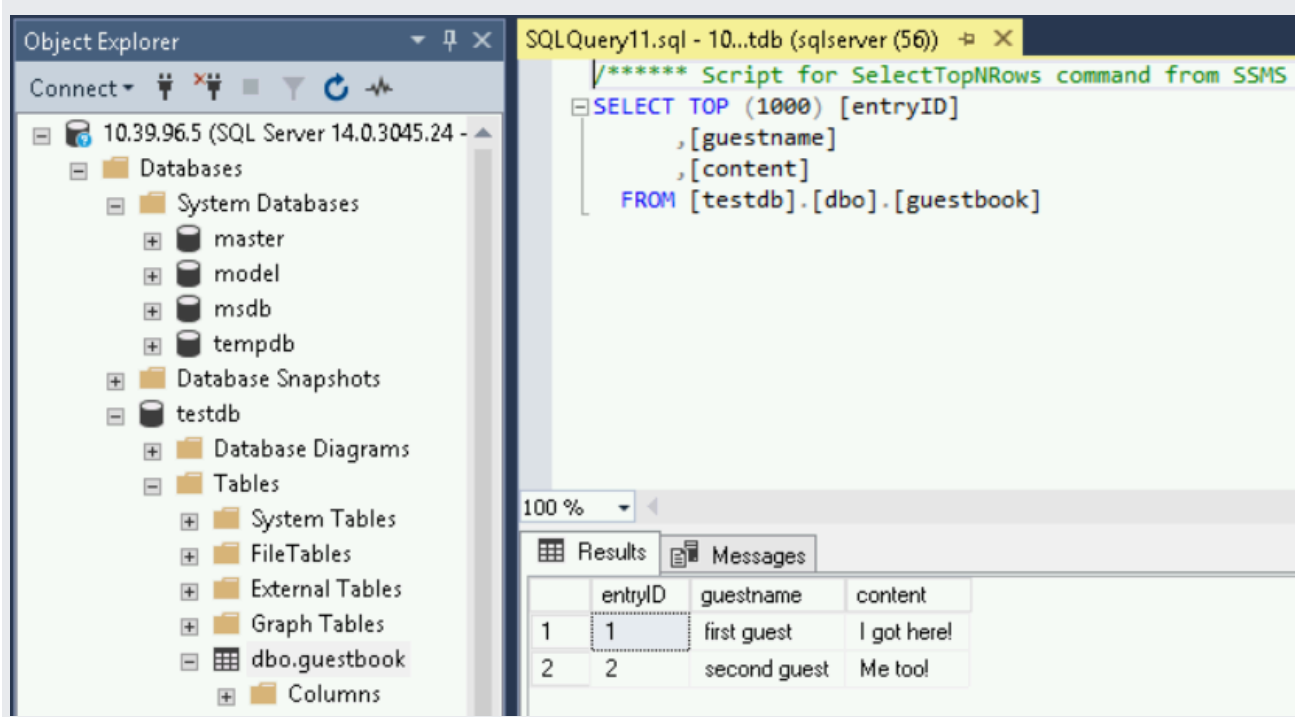 Object Explorer
Connect
10.39.96.5 (SQL Server 14.0.3045.24 -
Databases
System Databases
master
model
msdb
tempdb
Database Snapshots
testdb
Database Diagrams
Tables
System Tables
FileTables
External Tables
Graph Tables
dbo.guestbook
Columns
SQLQuery11.sql - 10...tdb (sqlserver (56))
/****** Script for SelectTopNRows command from SSMS
SELECT TOP (1000) [entryID]
,[guestname]
,[content]
FROM [testdb].[dbo].[guestbook]
100 %
Results Messages
entryID guestname content
1 1 first guest I got here!
2 2 second guest Me too!